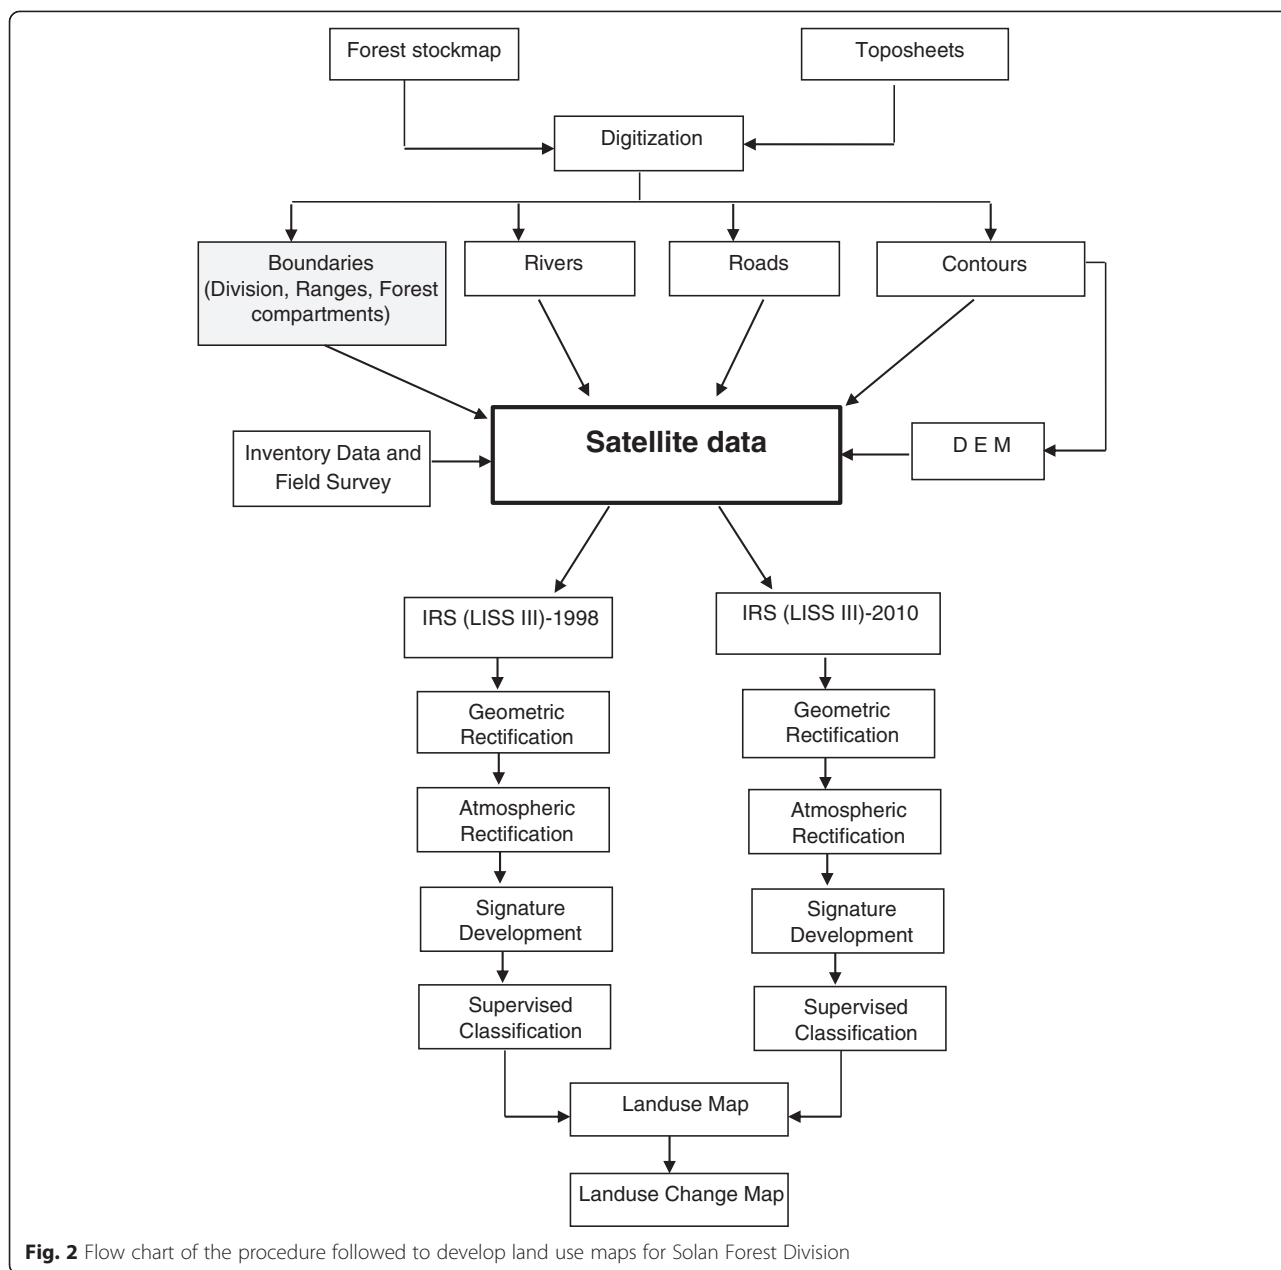 Forest stockmap
Toposheets
Digitization
Boundaries
(Division, Ranges, Forest
compartments)
Rivers
Roads
Contours
Inventory Data and
Field Survey
Satellite data
D E M
IRS (LISS III)-1998
IRS (LISS III)-2010
Geometric
Rectification
Geometric
Rectification
Atmospheric
Rectification
Atmospheric
Rectification
Signature
Development
Signature
Development
Supervised
Classification
Supervised
Classification
Landuse Map
Landuse Change Map
Fig. 2 Flow chart of the procedure followed to develop land use maps for Solan Forest Division